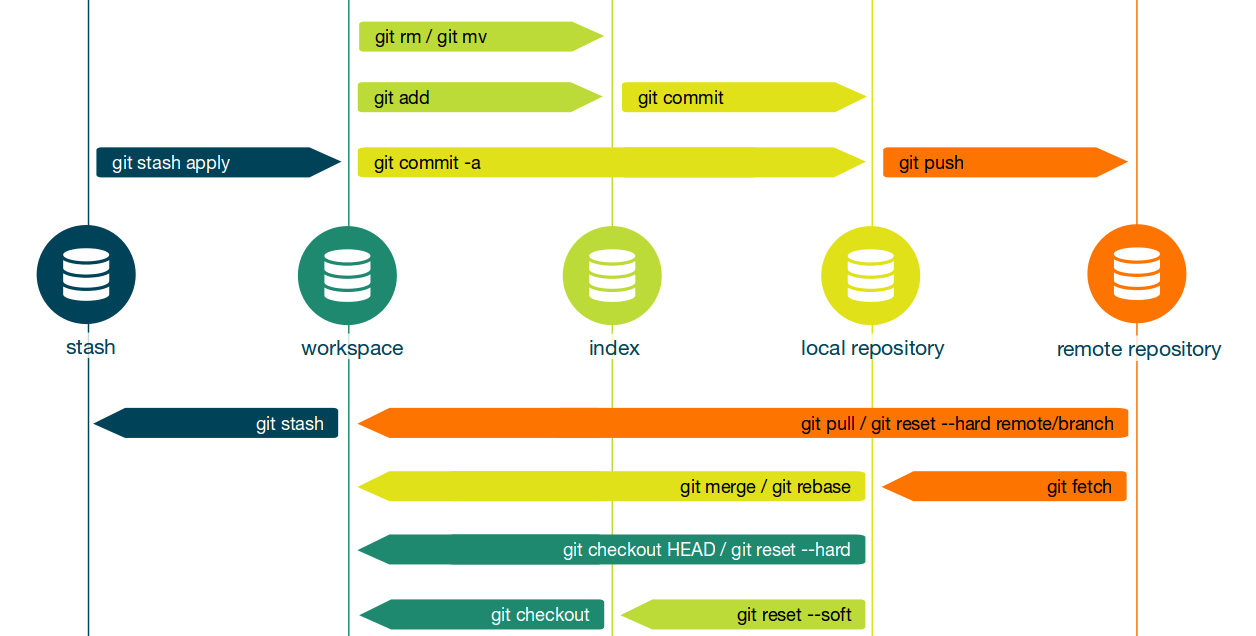 git rm / git mv
git add
git commit
git stash apply
git commit -a
git push
stash
workspace
index
local repository
remote repository
git stash
git pull / git reset --hard remote/branch
git merge / git rebase
git fetch
git checkout HEAD / git reset --hard
git checkout
git reset --soft